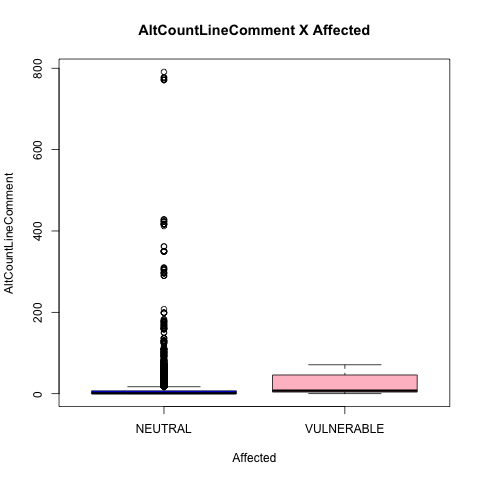 AltCountLineComment X Affected
AltCountLineComment
800
600
400
200
0
NEUTRAL VULNERABLE
Affected